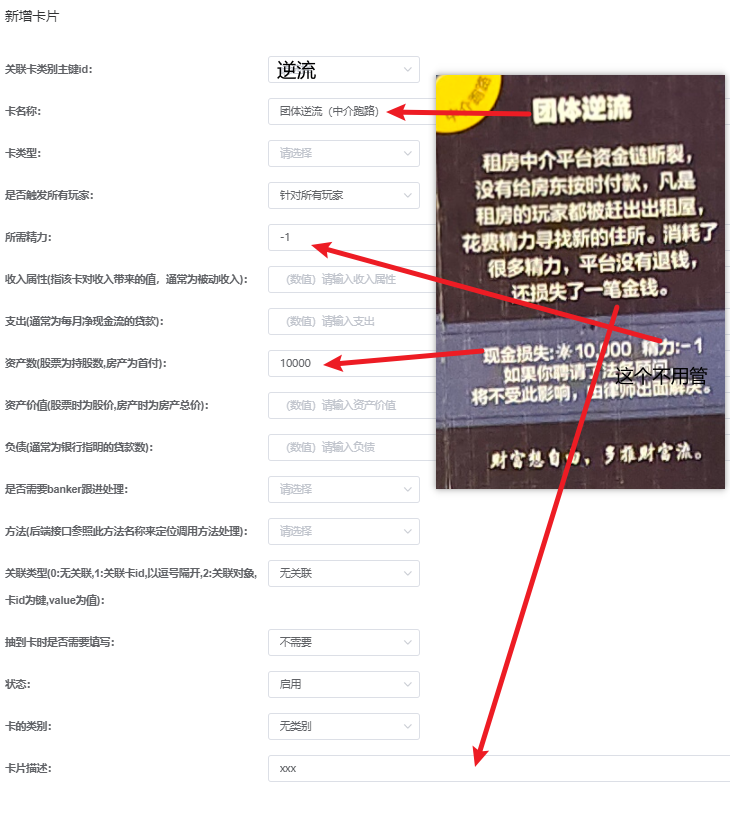 新增卡片
关联卡类别主键id:
逆流
卡名称:
团体逆流（中介跑路）
卡类型:
请选择
是否触发所有玩家:
针对所有玩家
所需精力:
-1
收入属性(指该卡对收入带来的值，通常为被动收入):
（数值）请输入收入属性
支出(通常为每月净现金流的贷款):
（数值）请输入支出
资产数(股票为持股数,房产为首付):
10000
资产价值(股票时为股价,房产时为房产总价):
（数值）请输入资产价值
负债(通常为银行指明的贷款数):
（数值）请输入负债
是否需要banker跟进处理:
请选择
方法(后端接口参照此方法名称来定位调用方法处理):
请选择
关联类型(0:无关联,1:关联卡id,以逗号隔开,2:关联对象,
卡id为键,value为值):
无关联
抽到卡时是否需要填写:
不需要
状态:
启用
卡的类别:
无类别
卡片描述:
xxx
中介跑路
团体逆流
租房中介平台资金链断裂，
没有给房东按时付款，凡是
租房的玩家都被赶出出租屋，
花费精力寻找新的住所。消耗了
很多精力，平台没有退钱，
还损失了一笔金钱。
现金损失:※10,000 精力:-1
如果你聘请了法
这个不用管
将不受此影响，由律师出面解决。
财富想自由，多推财富流。